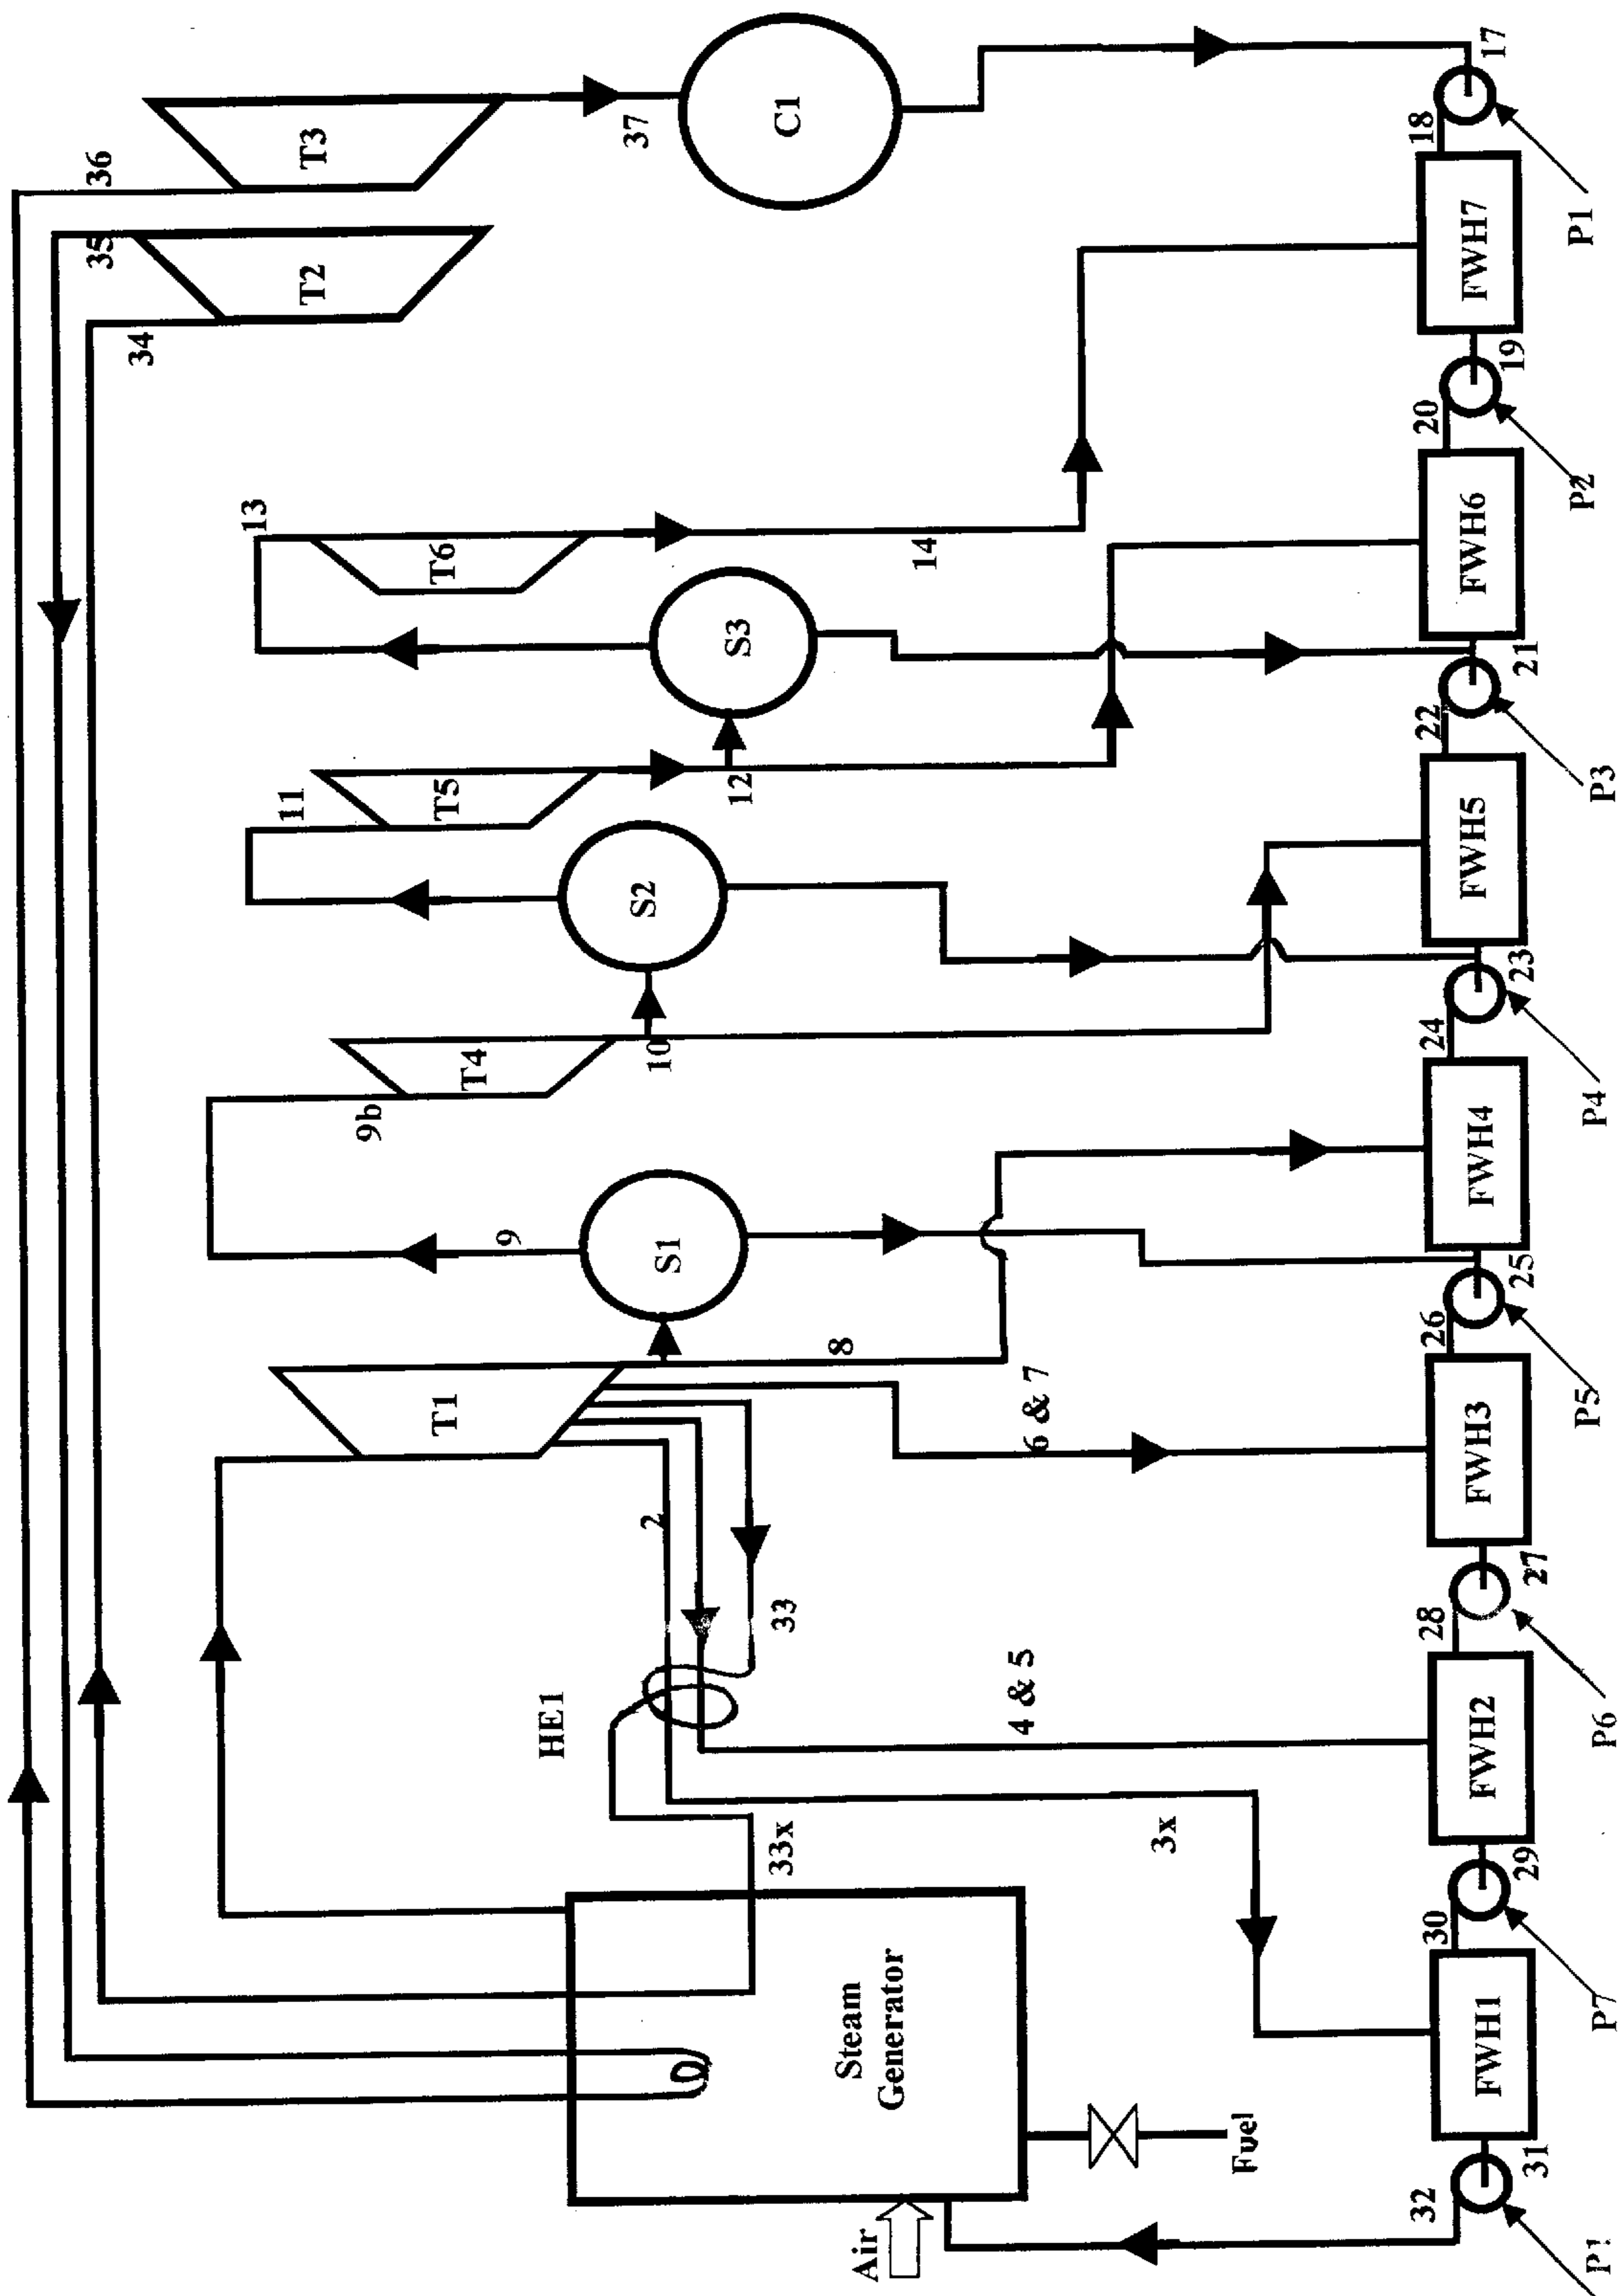 36
T3
37
C1
17
18
P1
35
T2
34
FWH7
19
20
P2
13
T6
14
S3
FWH6
21
22
P3
12
T5
11
S2
FWH5
23
24
P4
10
T4
9b
9
S1
FWH4
25
26
P5
8
T1
6 & 7
FWH3
27
28
P6
2
33
HE1
4 & 5
FWH2
29
30
P7
33x
3x
Steam
Generator
Fuel
Air
FWH1
31
32